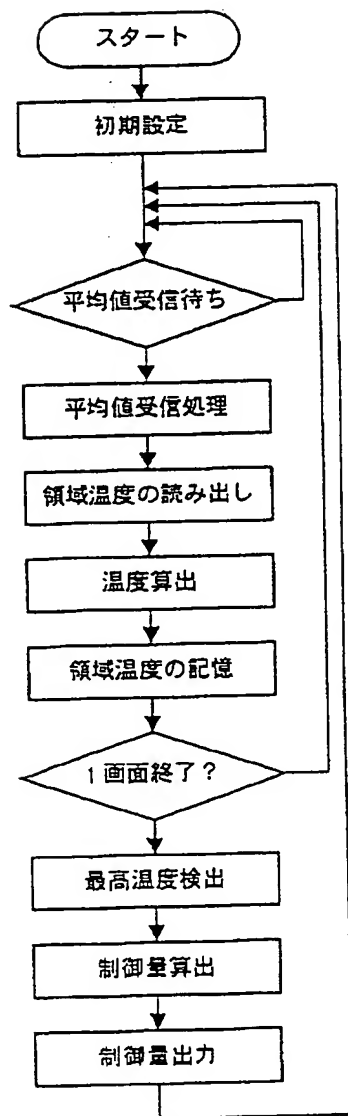 スタート
初期設定
平均値受信待ち
平均値受信処理
領域温度の読み出し
温度算出
領域温度の記憶
1画面終了?
最高温度検出
制御量算出
制御量出力